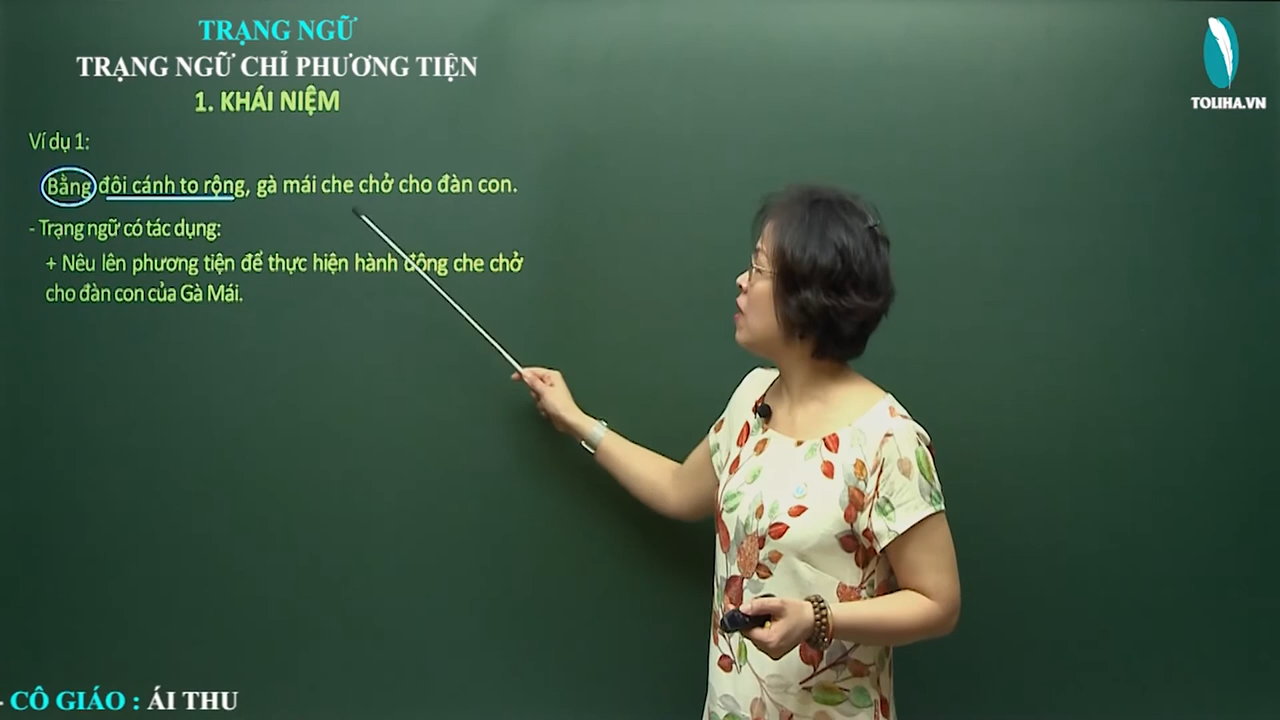 TRẠNG NGỮ
TRẠNG NGỮ CHỈ PHƯƠNG TIỆN
1. KHÁI NIỆM
Ví dụ 1:
Bằng đôi cánh to rộng, gà mái che chở cho đàn con.
- Trạng ngữ có tác dụng:
+ Nêu lên phương tiện để thực hiện hành động che chở
cho đàn con của Gà Mái.
TOLIHA.VN
- CÔ GIÁO : ÁI THU